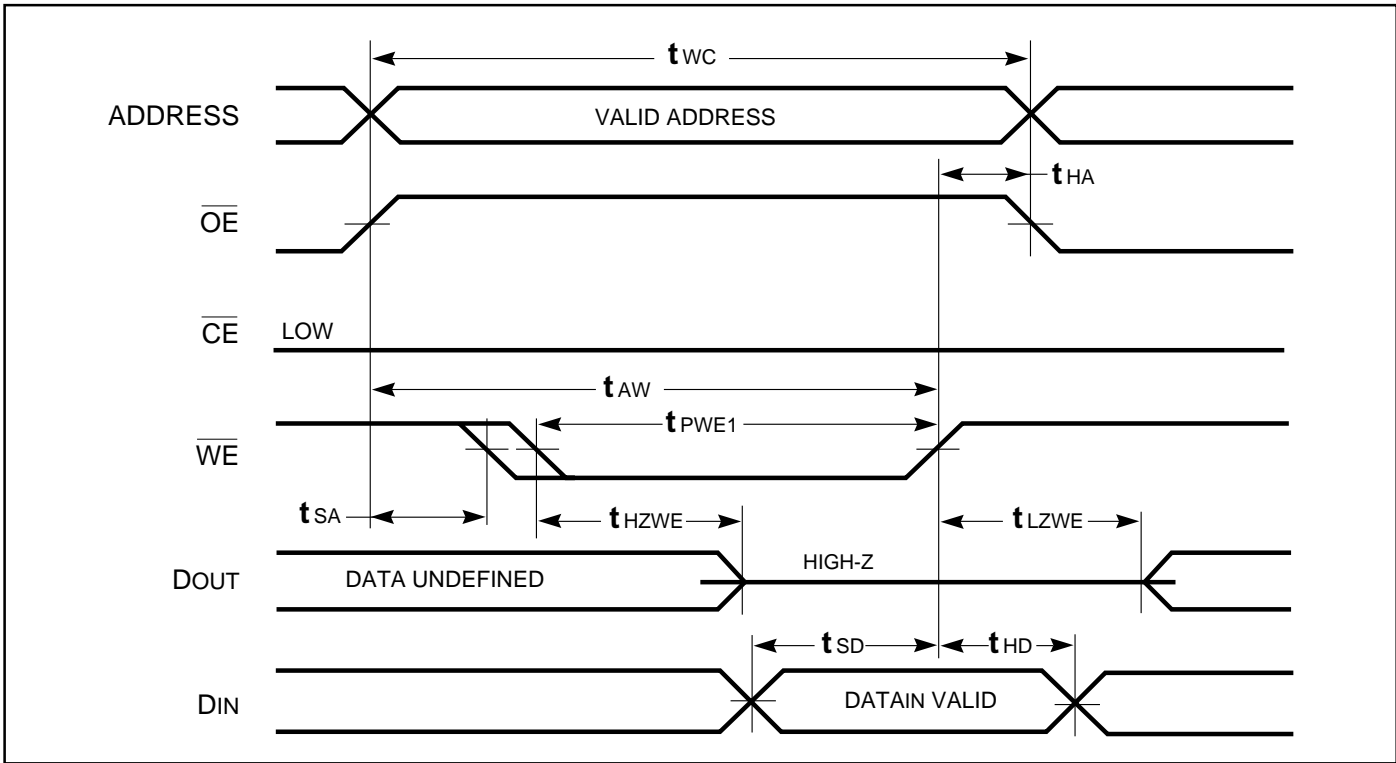 tWC
ADDRESS VALID ADDRESS
tHA
OE
CE LOW
tAW
tPWE1
WE
tSA tHZWE tLZWE
DOUT DATA UNDEFINED HIGH-Z
tSD tHD
DIN DATAIN VALID